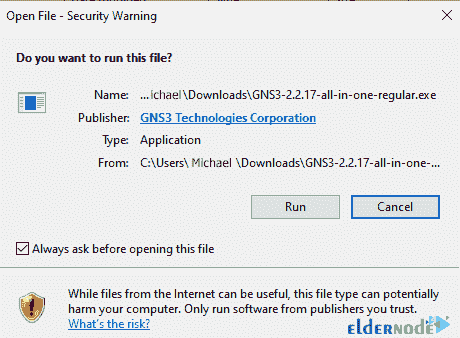 Open File - Security Warning
Do you want to run this file?
Name: ...ichael\Downloads\GNS3-2.2.17-all-in-one-regular.exe
Publisher: GNS3 Technologies Corporation
Type: Application
From: C:\Users\ Michael \Downloads\GNS3-2.2.17-all-in-one-...
Run Cancel
Always ask before opening this file
While files from the Internet can be useful, this file type can potentially
harm your computer. Only run software from publishers you trust.
What's the risk?
ELDERNODE